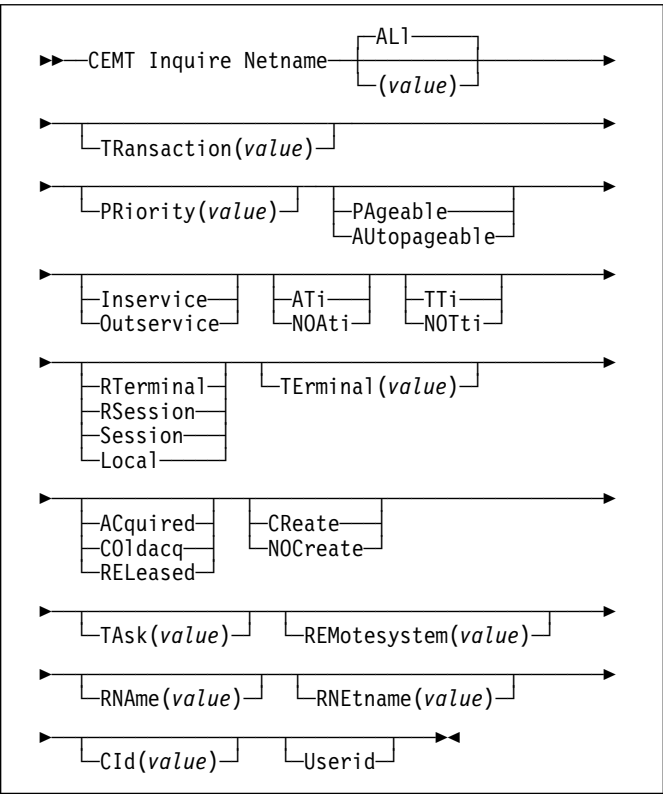 ALl
CEMT Inquire Netname
(value)
TRansaction(value)
PRiority(value) PAgeable
AUtopageable
Inservice ATi TTi
Outservice NOAti NOTti
RTerminal TErminal(value)
RSession
Session
Local
ACquired CReate
COldacq NOCreate
RELeased
TAsk(value) REMotesystem(value)
RNAme(value) RNEtname(value)
CId(value) Userid